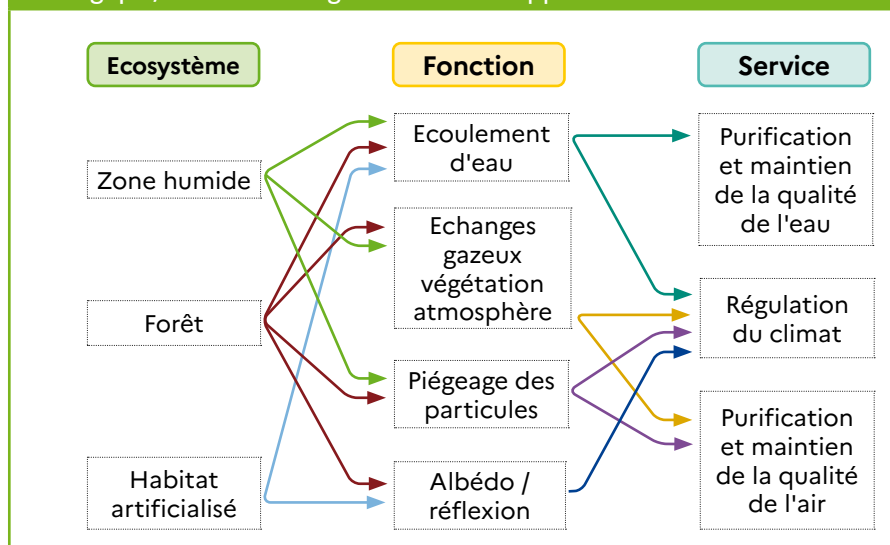 Ecosystème
Fonction
Service
Zone humide
Forêt
Habitat
artificialisé
Ecoulement
d'eau
Echanges
gazeux
végétation
atmosphère
Piégeage des
particules
Albédo /
réflexion
Purification
et maintien
de la qualité
de l'eau
Régulation
du climat
Purification
et maintien
de la qualité
de l'air